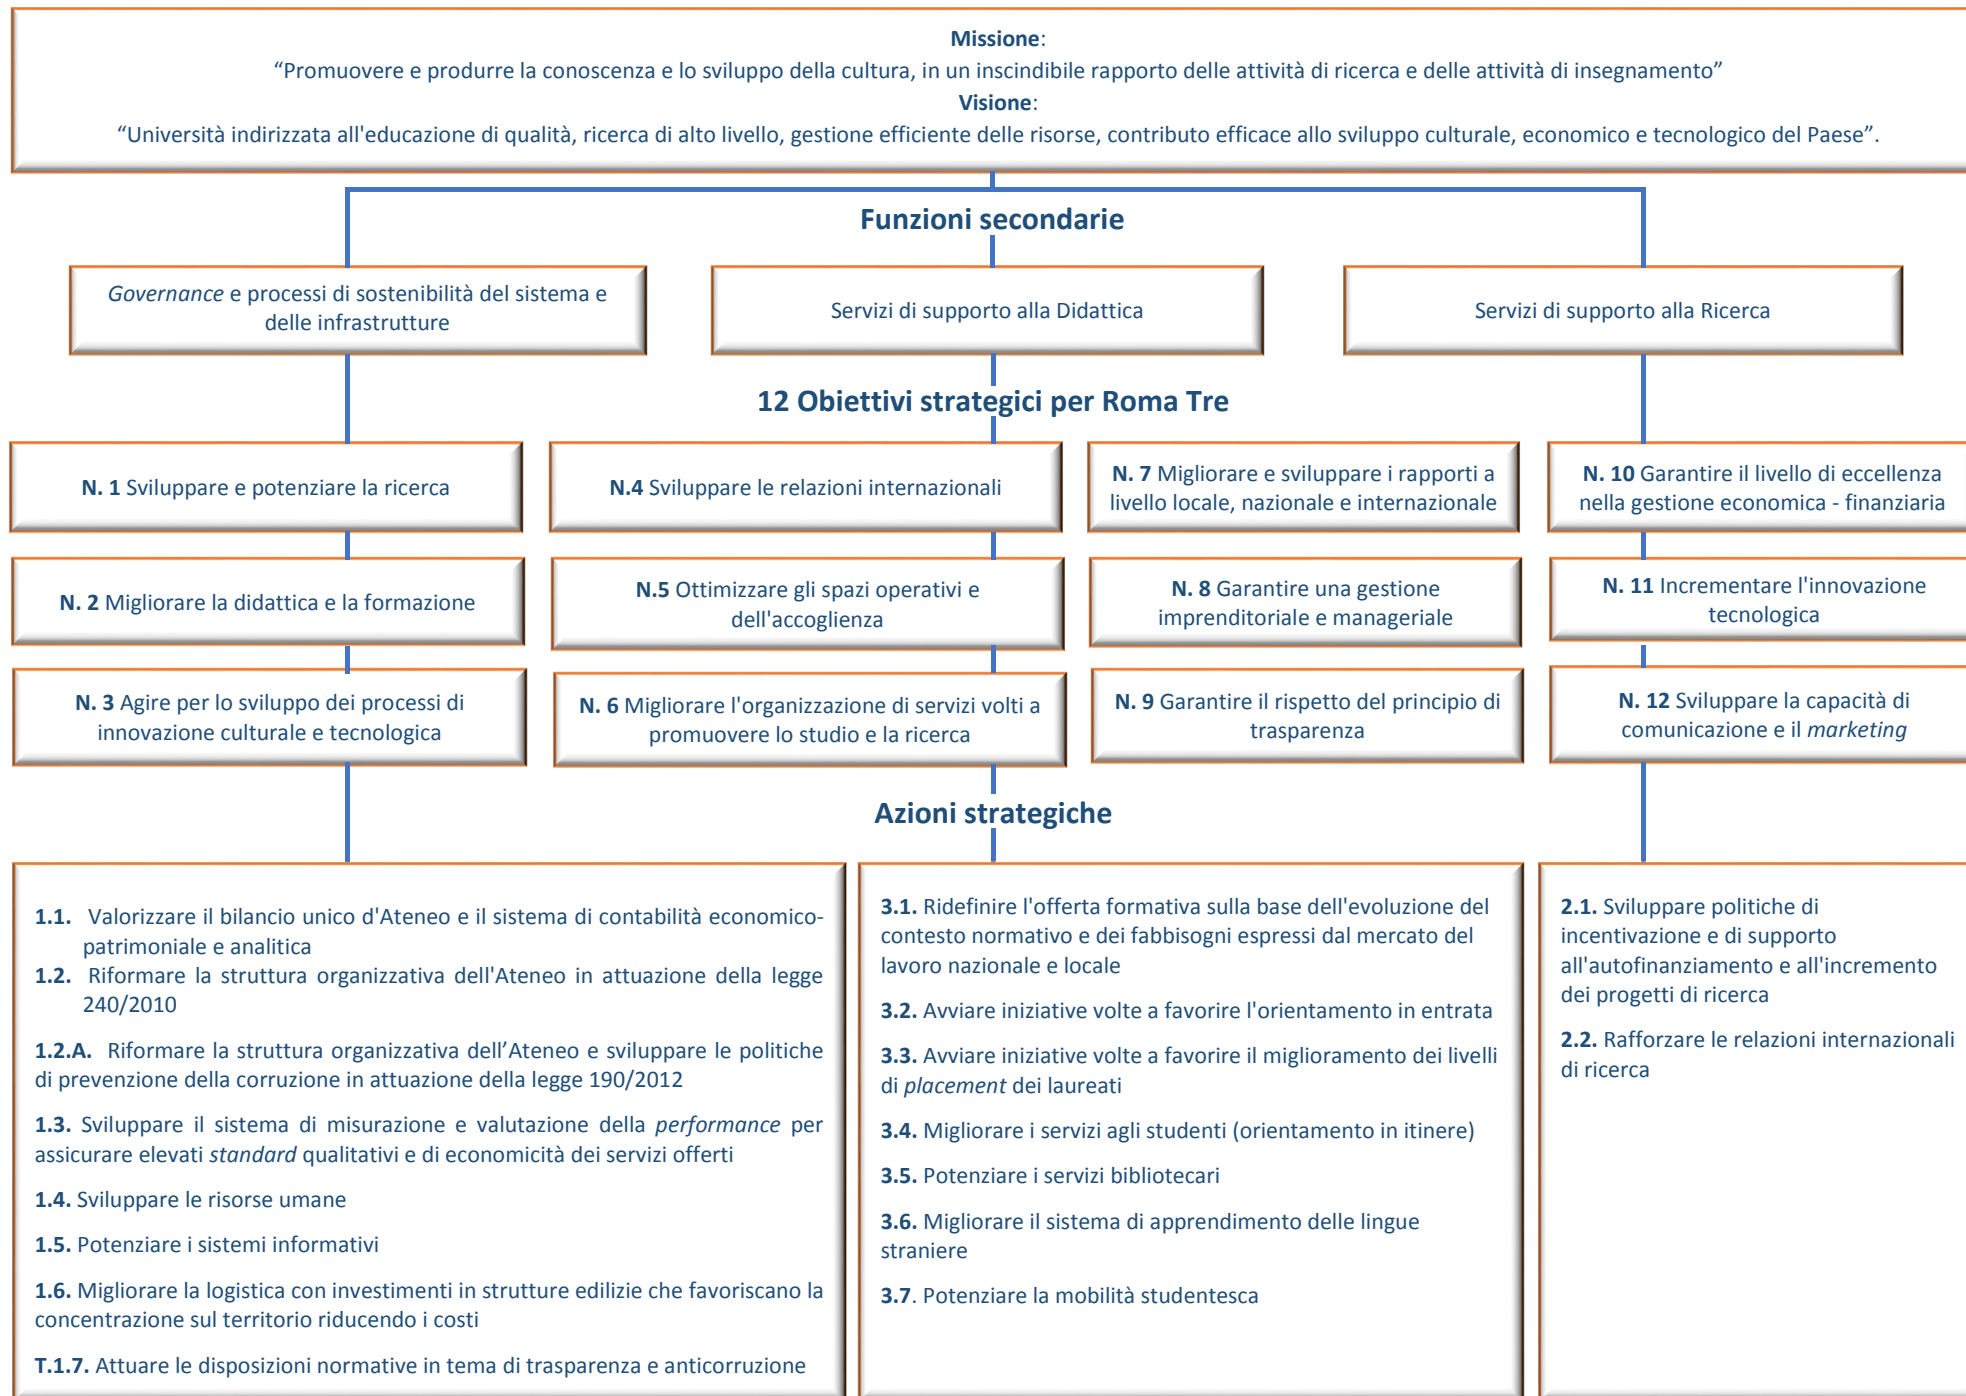 Missione:
“Promuovere e produrre la conoscenza e lo sviluppo della cultura, in un inscindibile rapporto delle attività di ricerca e delle attività di insegnamento”
Visione:
“Università indirizzata all'educazione di qualità, ricerca di alto livello, gestione efficiente delle risorse, contributo efficace allo sviluppo culturale, economico e tecnologico del Paese”.
Funzioni secondarie
Governance e processi di sostenibilità del sistema e
delle infrastrutture
Servizi di supporto alla Didattica
Servizi di supporto alla Ricerca
12 Obiettivi strategici per Roma Tre
N. 1 Sviluppare e potenziare la ricerca
N.4 Sviluppare le relazioni internazionali
N. 7 Migliorare e sviluppare i rapporti a
livello locale, nazionale e internazionale
N. 10 Garantire il livello di eccellenza
nella gestione economica - finanziaria
N. 2 Migliorare la didattica e la formazione
N.5 Ottimizzare gli spazi operativi e
dell'accoglienza
N. 8 Garantire una gestione
imprenditoriale e manageriale
N. 11 Incrementare l'innovazione
tecnologica
N. 3 Agire per lo sviluppo dei processi di
innovazione culturale e tecnologica
N. 6 Migliorare l'organizzazione di servizi volti a
promuovere lo studio e la ricerca
N. 9 Garantire il rispetto del principio di
trasparenza
N. 12 Sviluppare la capacità di
comunicazione e il marketing
Azioni strategiche
1.1. Valorizzare il bilancio unico d'Ateneo e il sistema di contabilità economico-
patrimoniale e analitica
1.2. Riformare la struttura organizzativa dell'Ateneo in attuazione della legge
240/2010
1.2.A. Riformare la struttura organizzativa dell’Ateneo e sviluppare le politiche
di prevenzione della corruzione in attuazione della legge 190/2012
1.3. Sviluppare il sistema di misurazione e valutazione della performance per
assicurare elevati standard qualitativi e di economicità dei servizi offerti
1.4. Sviluppare le risorse umane
1.5. Potenziare i sistemi informativi
1.6. Migliorare la logistica con investimenti in strutture edilizie che favoriscano la
concentrazione sul territorio riducendo i costi
T.1.7. Attuare le disposizioni normative in tema di trasparenza e anticorruzione
3.1. Ridefinire l'offerta formativa sulla base dell'evoluzione del
contesto normativo e dei fabbisogni espressi dal mercato del
lavoro nazionale e locale
3.2. Avviare iniziative volte a favorire l'orientamento in entrata
3.3. Avviare iniziative volte a favorire il miglioramento dei livelli
di placement dei laureati
3.4. Migliorare i servizi agli studenti (orientamento in itinere)
3.5. Potenziare i servizi bibliotecari
3.6. Migliorare il sistema di apprendimento delle lingue
straniere
3.7. Potenziare la mobilità studentesca
2.1. Sviluppare politiche di
incentivazione e di supporto
all'autofinanziamento e all'incremento
dei progetti di ricerca
2.2. Rafforzare le relazioni internazionali
di ricerca